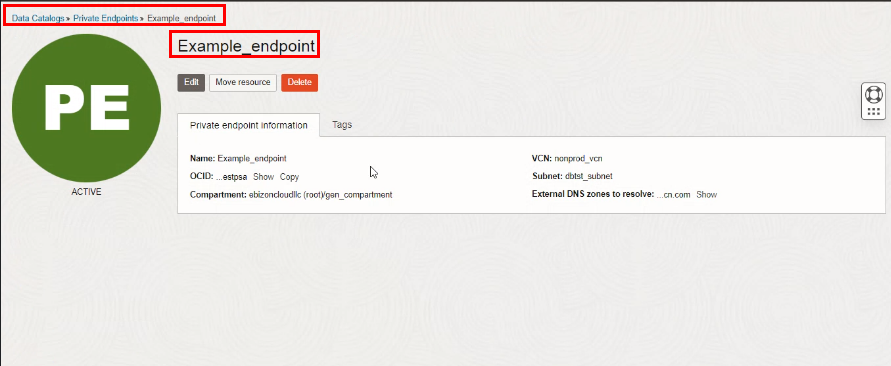 Data Catalogs » Private Endpoints » Example_endpoint
PE
ACTIVE
Example_endpoint
Edit Move resource Delete
Private endpoint information Tags
Name: Example_endpoint
OCID: ...estpsa Show Copy
Compartment: ebizoncloudllc (root)/gen_compartment
VCN: nonprod_vcn
Subnet: dbtst_subnet
External DNS zones to resolve: ...cn.com Show